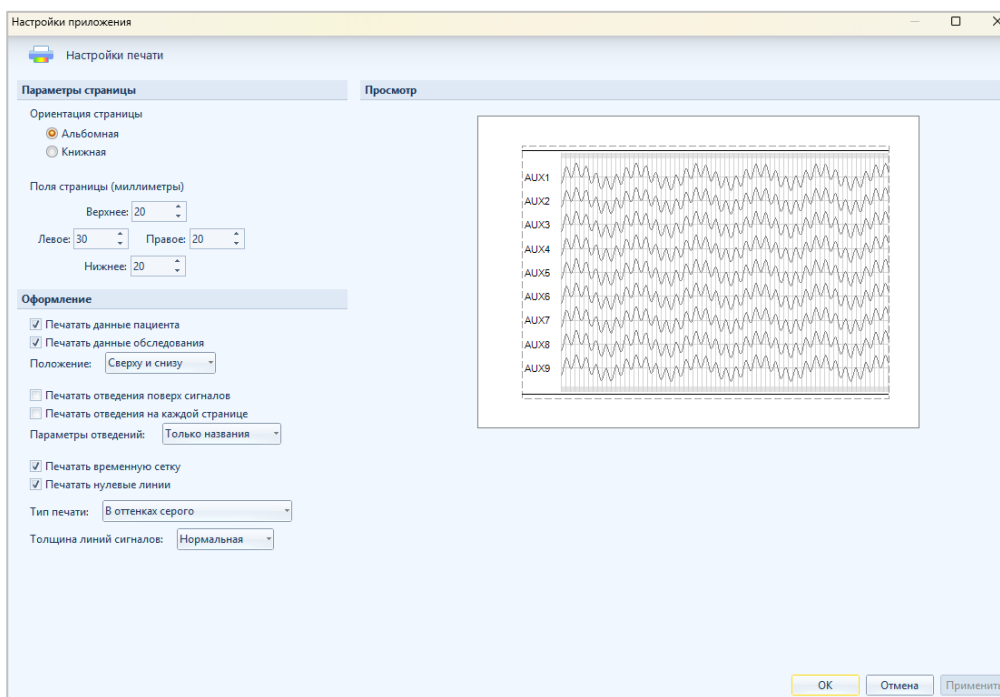 Настройки приложения
Настройки печати
Параметры страницы
Ориентация страницы
Альбомная
Книжная
Поля страницы (миллиметры)
Верхнее: 20
Левое: 30 Правое: 20
Нижнее: 20
Оформление
Печатать данные пациента
Печатать данные обследования
Положение: Сверху и снизу
Печатать отведения поверх сигналов
Печатать отведения на каждой странице
Параметры отведений: Только названия
Печатать временную сетку
Печатать нулевые линии
Тип печати: В оттенках серого
Толщина линий сигналов: Нормальная
Просмотр
AUX1
AUX2
AUX3
AUX4
AUX5
AUX6
AUX7
AUX8
AUX9
ОК Отмена Применить